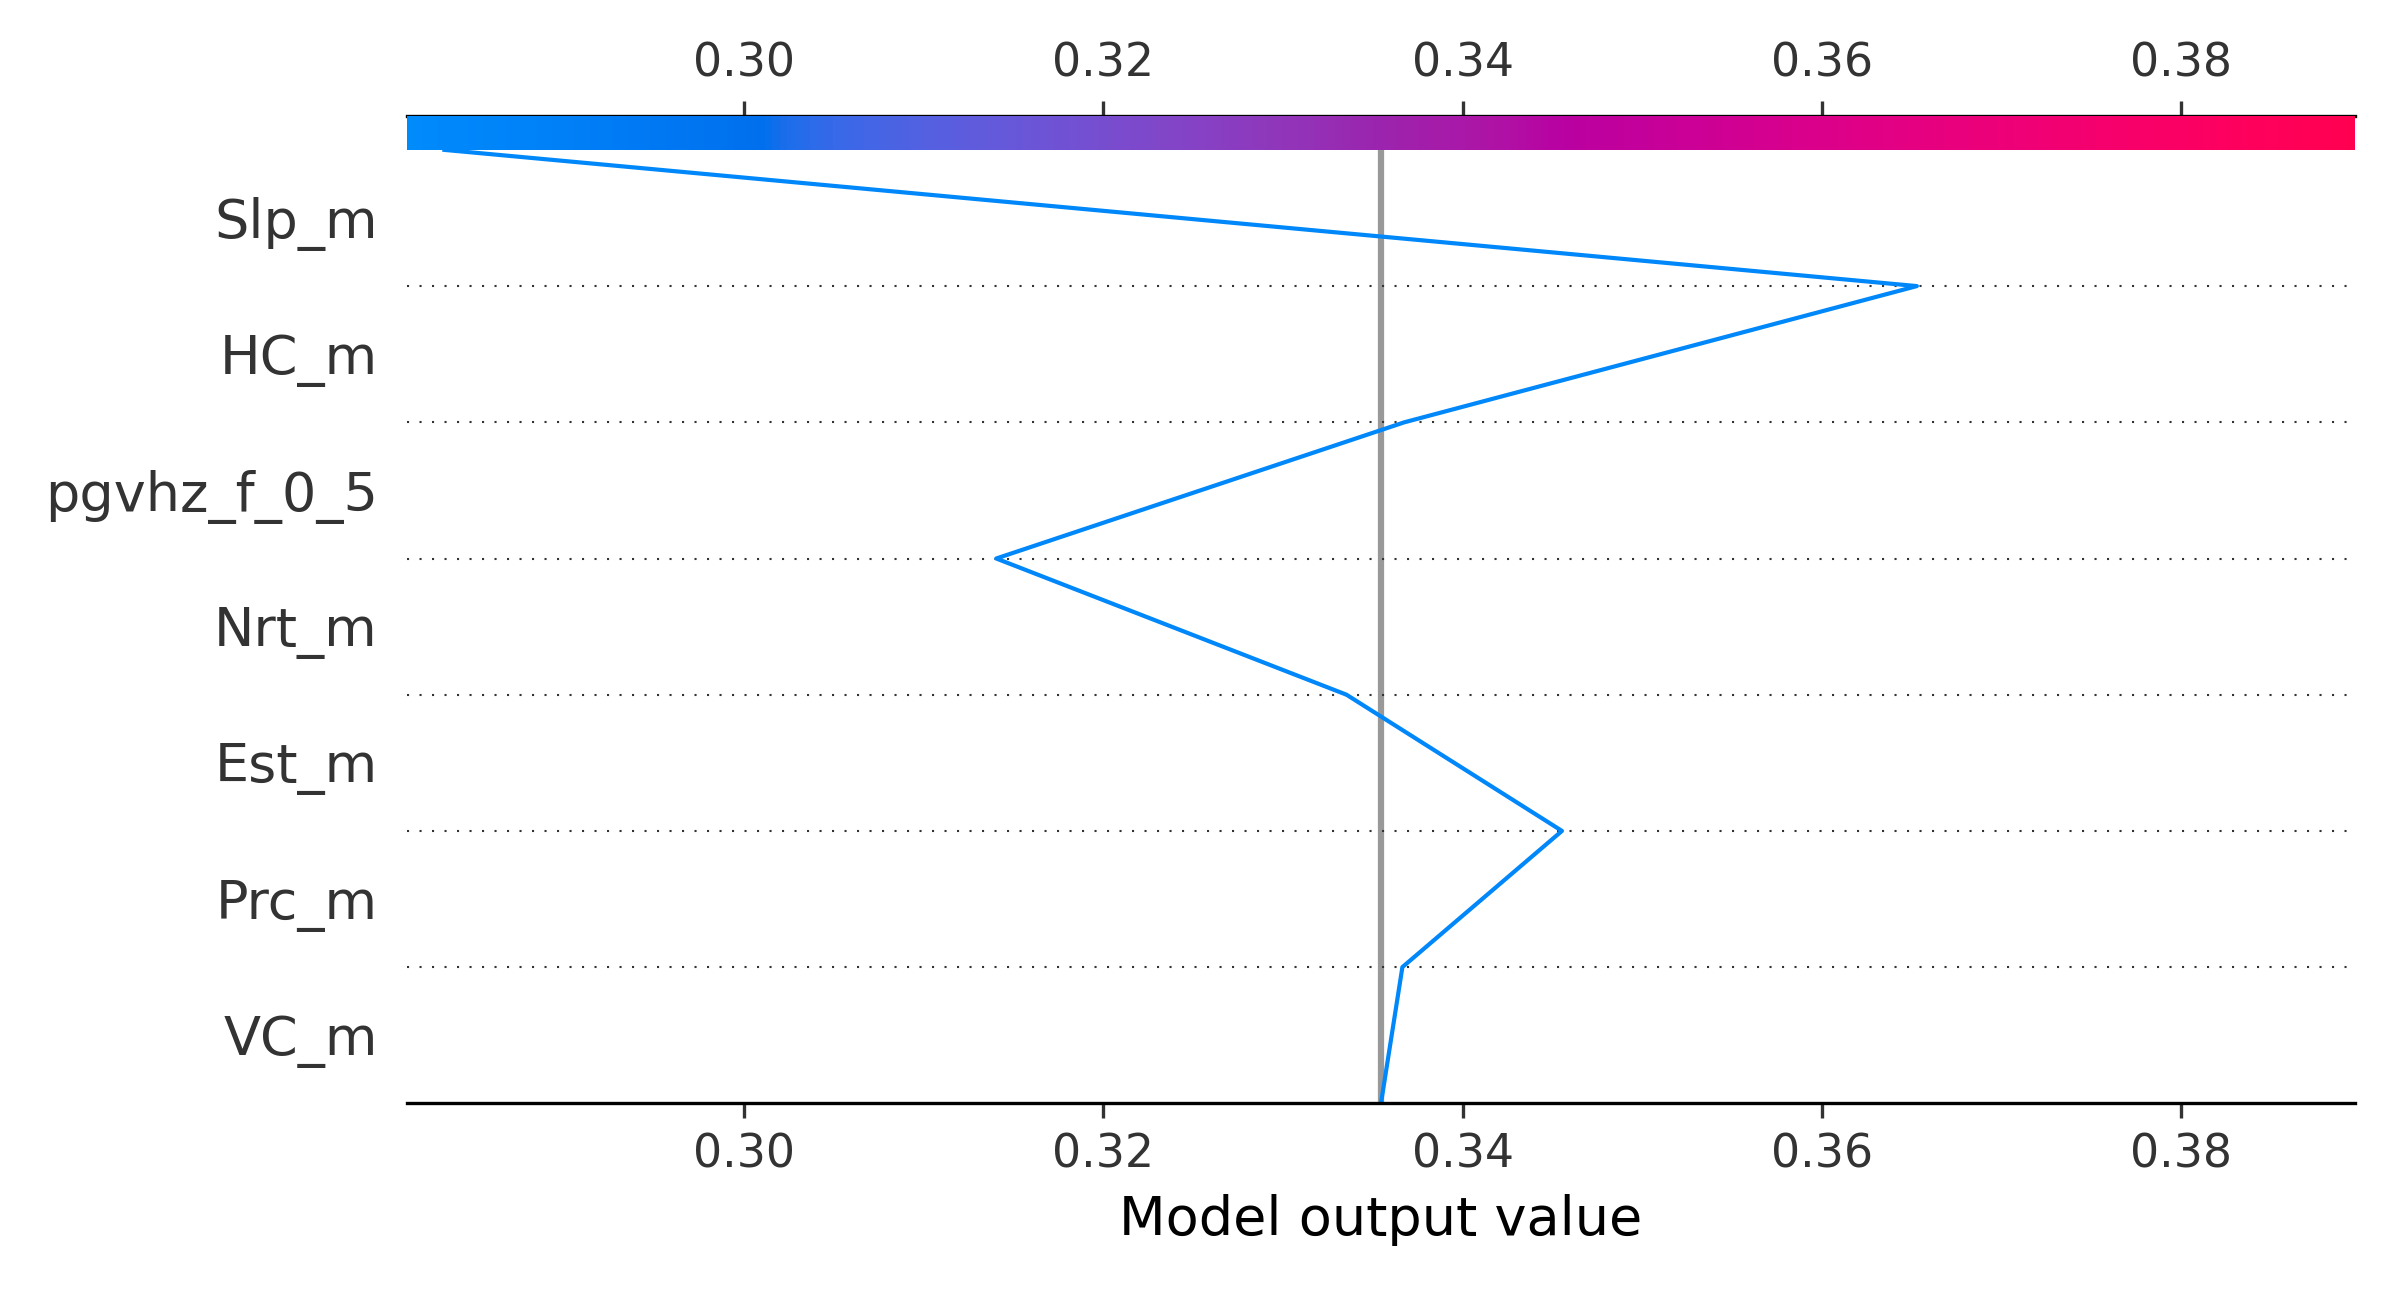 0.30 0.32 0.34 0.36 0.38
Slp_m
HC_m
pgvhz_f_0_5
Nrt_m
Est_m
Prc_m
VC_m
0.30 0.32 0.34 0.36 0.38
Model output value